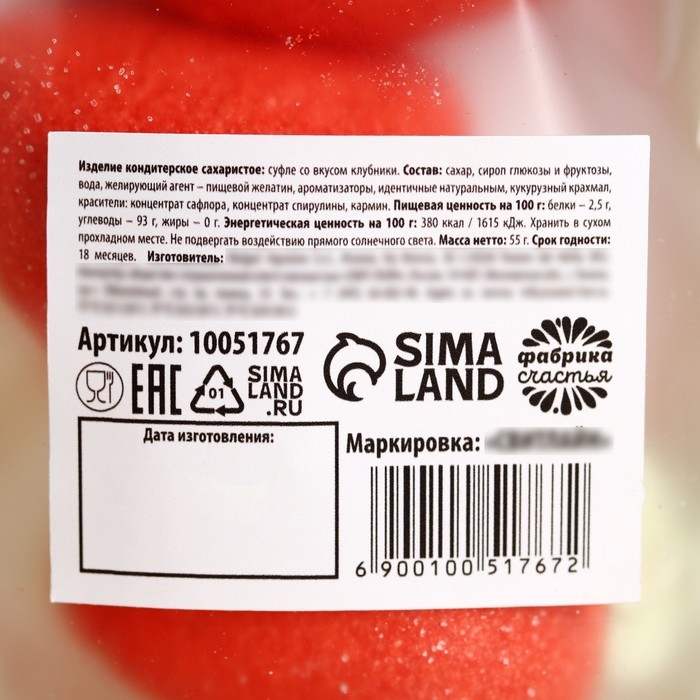 Изделие кондитерское сахаристое: суфле со вкусом клубники. Состав: сахар, сироп глюкозы и фруктозы,
вода, желирующий агент – пищевой желатин, ароматизаторы, идентичные натуральным, кукурузный крахмал,
красители: концентрат сафлора, концентрат спирулины, кармин. Пищевая ценность на 100 г: белки – 2,5 г,
углеводы – 93 г, жиры – 0 г. Энергетическая ценность на 100 г: 380 ккал / 1615 кДж. Хранить в сухом
прохладном месте. Не подвергать воздействию прямого солнечного света. Масса нетто: 55 г. Срок годности:
18 месяцев. Изготовитель:
Артикул: 10051767
SIMA
LAND
фабрика
счастья
EAC
01
SIMA
LAND
.RU
Дата изготовления:
Маркировка:
6 900100 517672